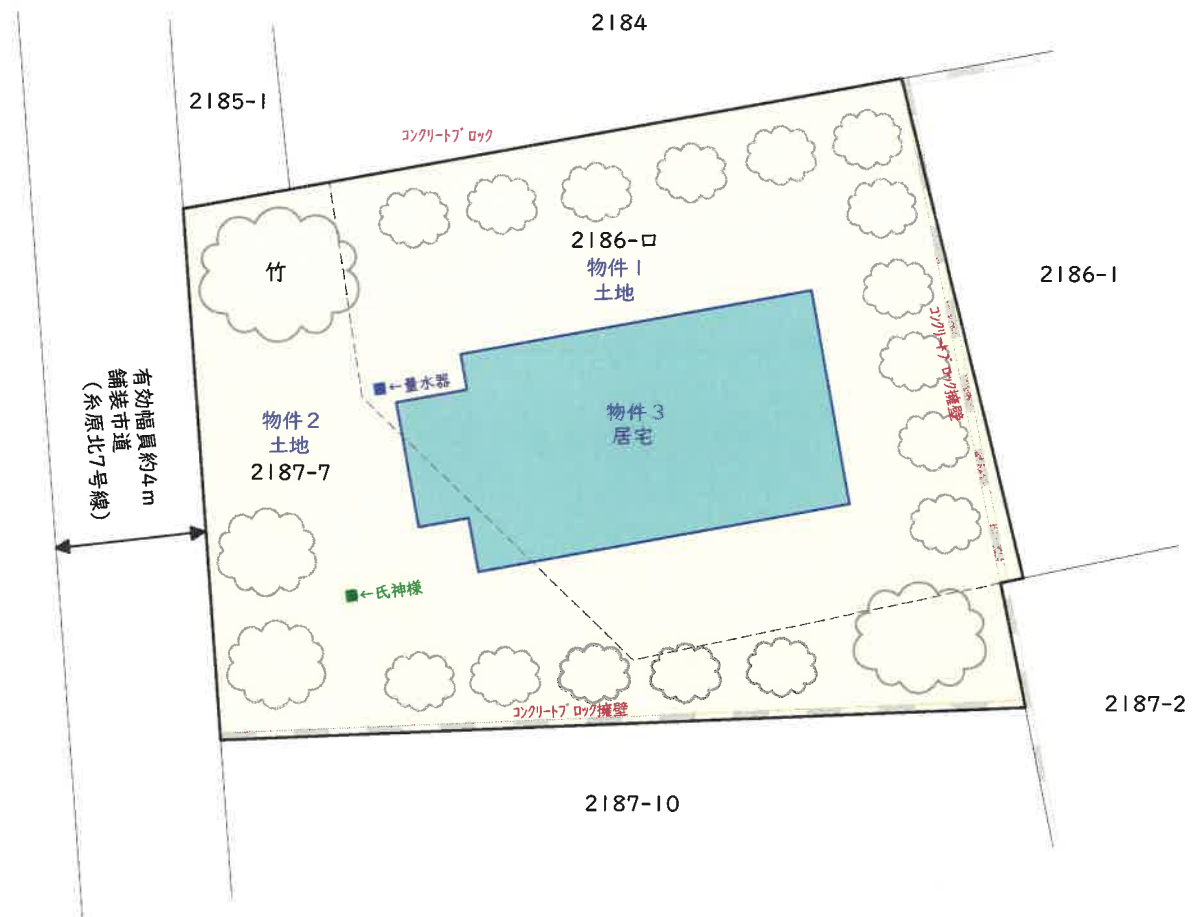 2184
2185-1
コンクリートブロック
2186-ロ
物件1
土地
竹
2186-1
コンクリートブロック擁壁
←量水器
有効幅員約4m
舗装市道
(糸原北7号線)
物件2
土地
2187-7
物件3
居宅
←氏神様
コンクリートブロック擁壁
2187-2
2187-10